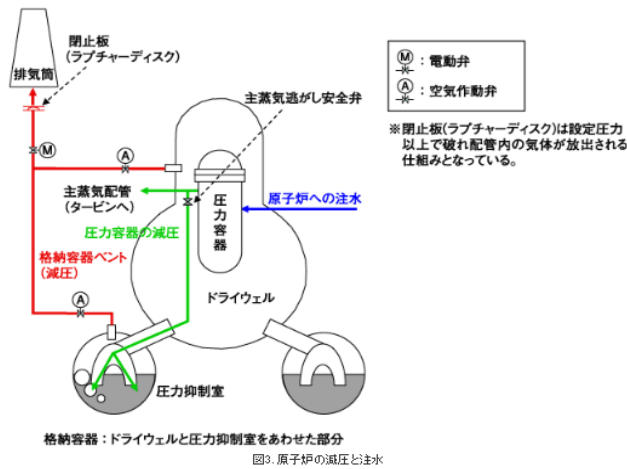 閉止板
(ラプチャーディスク)
排気筒
M
A
主蒸気逃がし安全弁
M
：電動弁
A
：空気作動弁
※閉止板(ラプチャーディスク)は設定圧力
以上で破れ配管内の気体が放出される
仕組みとなっている。
主蒸気配管
(タービンへ)
圧力容器
原子炉への注水
圧力容器の減圧
格納容器ベント
(減圧)
A
ドライウェル
圧力抑制室
格納容器：ドライウェルと圧力抑制室をあわせた部分
図3. 原子炉の減圧と注水